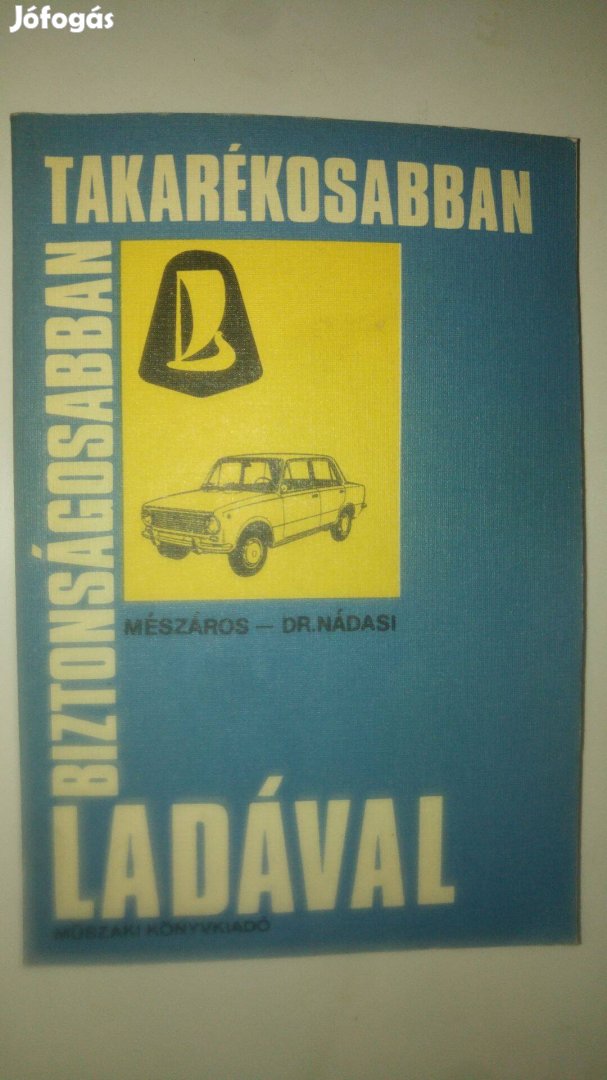 Jófogás
TAKARÉKOSABBAN
BIZTONSÁGOSABBAN
MÉSZÁROS – DR. NÁDASI
LADÁVAL
MŰSZAKI KÖNYVKIADÓ